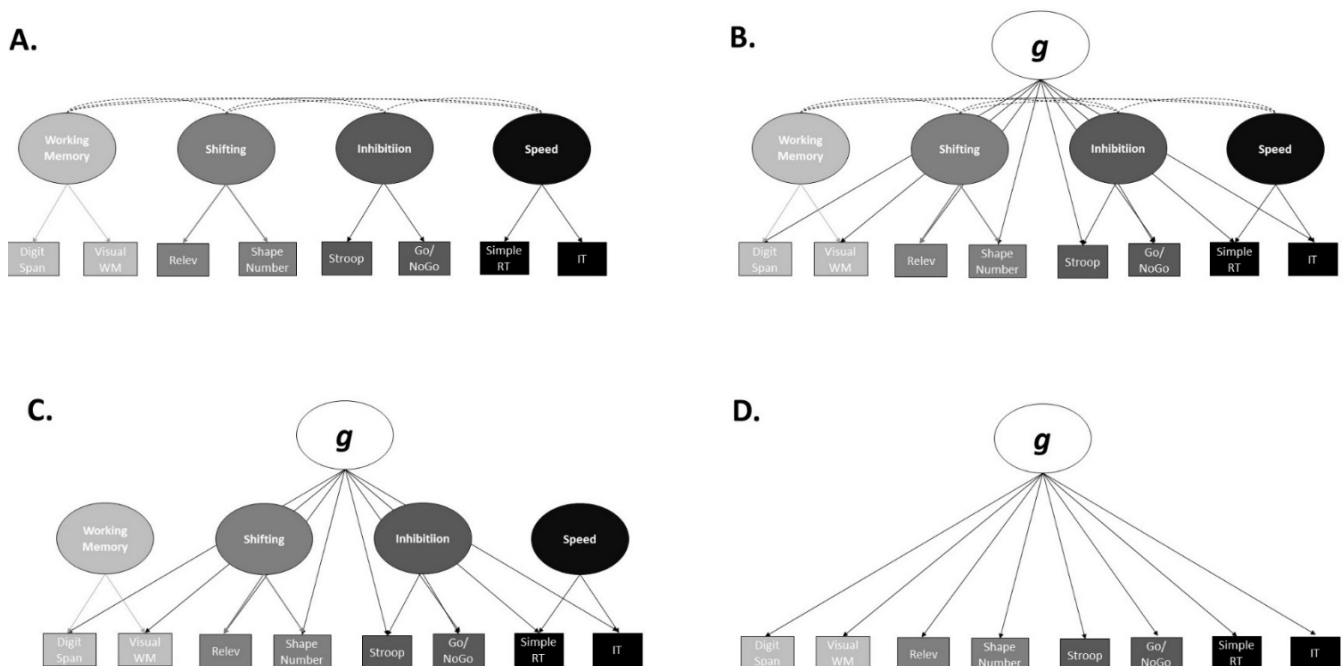 A.
Working
Memory
Shifting
Inhibitiion
Speed
Digit
Span
Visual
WM
Relev
Shape
Number
Stroop
Go/
NoGo
Simple
RT
IT
B.
g
Working
Memory
Shifting
Inhibitiion
Speed
Digit
Span
Visual
WM
Relev
Shape
Number
Stroop
Go/
NoGo
Simple
RT
IT
C.
g
Working
Memory
Shifting
Inhibitiion
Speed
Digit
Span
Visual
WM
Relev
Shape
Number
Stroop
Go/
NoGo
Simple
RT
IT
D.
g
Digit
Span
Visual
WM
Relev
Shape
Number
Stroop
Go/
NoGo
Simple
RT
IT